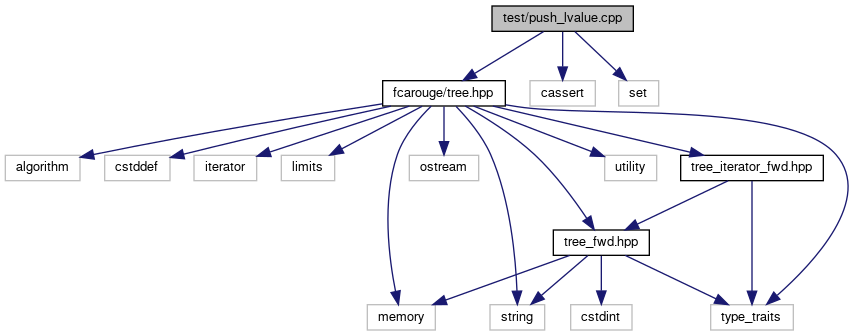 test/push_lvalue.cpp
fcarouge/tree.hpp
cassert
set
algorithm
cstddef
iterator
limits
ostream
utility
tree_iterator_fwd.hpp
tree_fwd.hpp
memory
string
cstdint
type_traits